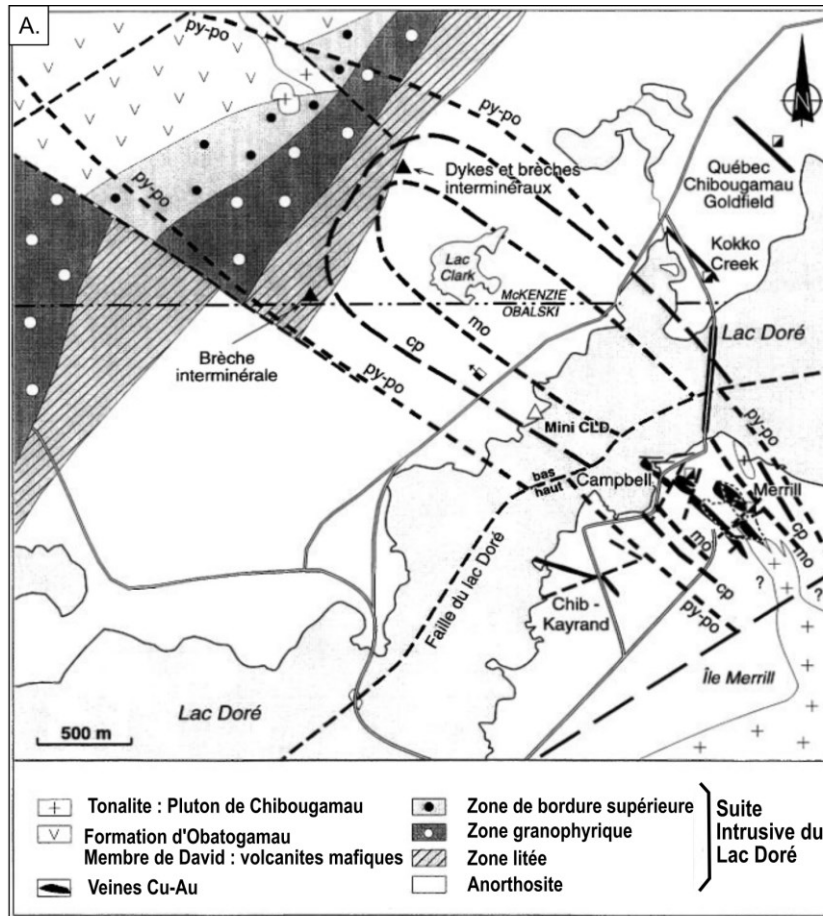 A.
py-po
py-po
N
Dykes et brèches
interminéraux
Québec
Chibougamau
Goldfield
py-po
Kokko
Creek
Lac
Clark
McKENZIE
OBALSKI
mo
Lac Doré
Brèche
interminérale
cp
py-po
Mini CLD
py-po
bas
haut
Campbell
Merrill
cp
mo
mo
cp
?
?
Chib -
Kayrand
py-po
Faille du lac Doré
Île Merrill
Lac Doré
500 m
Tonalite : Pluton de Chibougamau
Formation d'Obatogamau
Membre de David : volcanites mafiques
Veines Cu-Au
Zone de bordure supérieure
Zone granophyrique
Zone litée
Anorthosite
Suite
Intrusive du
Lac Doré